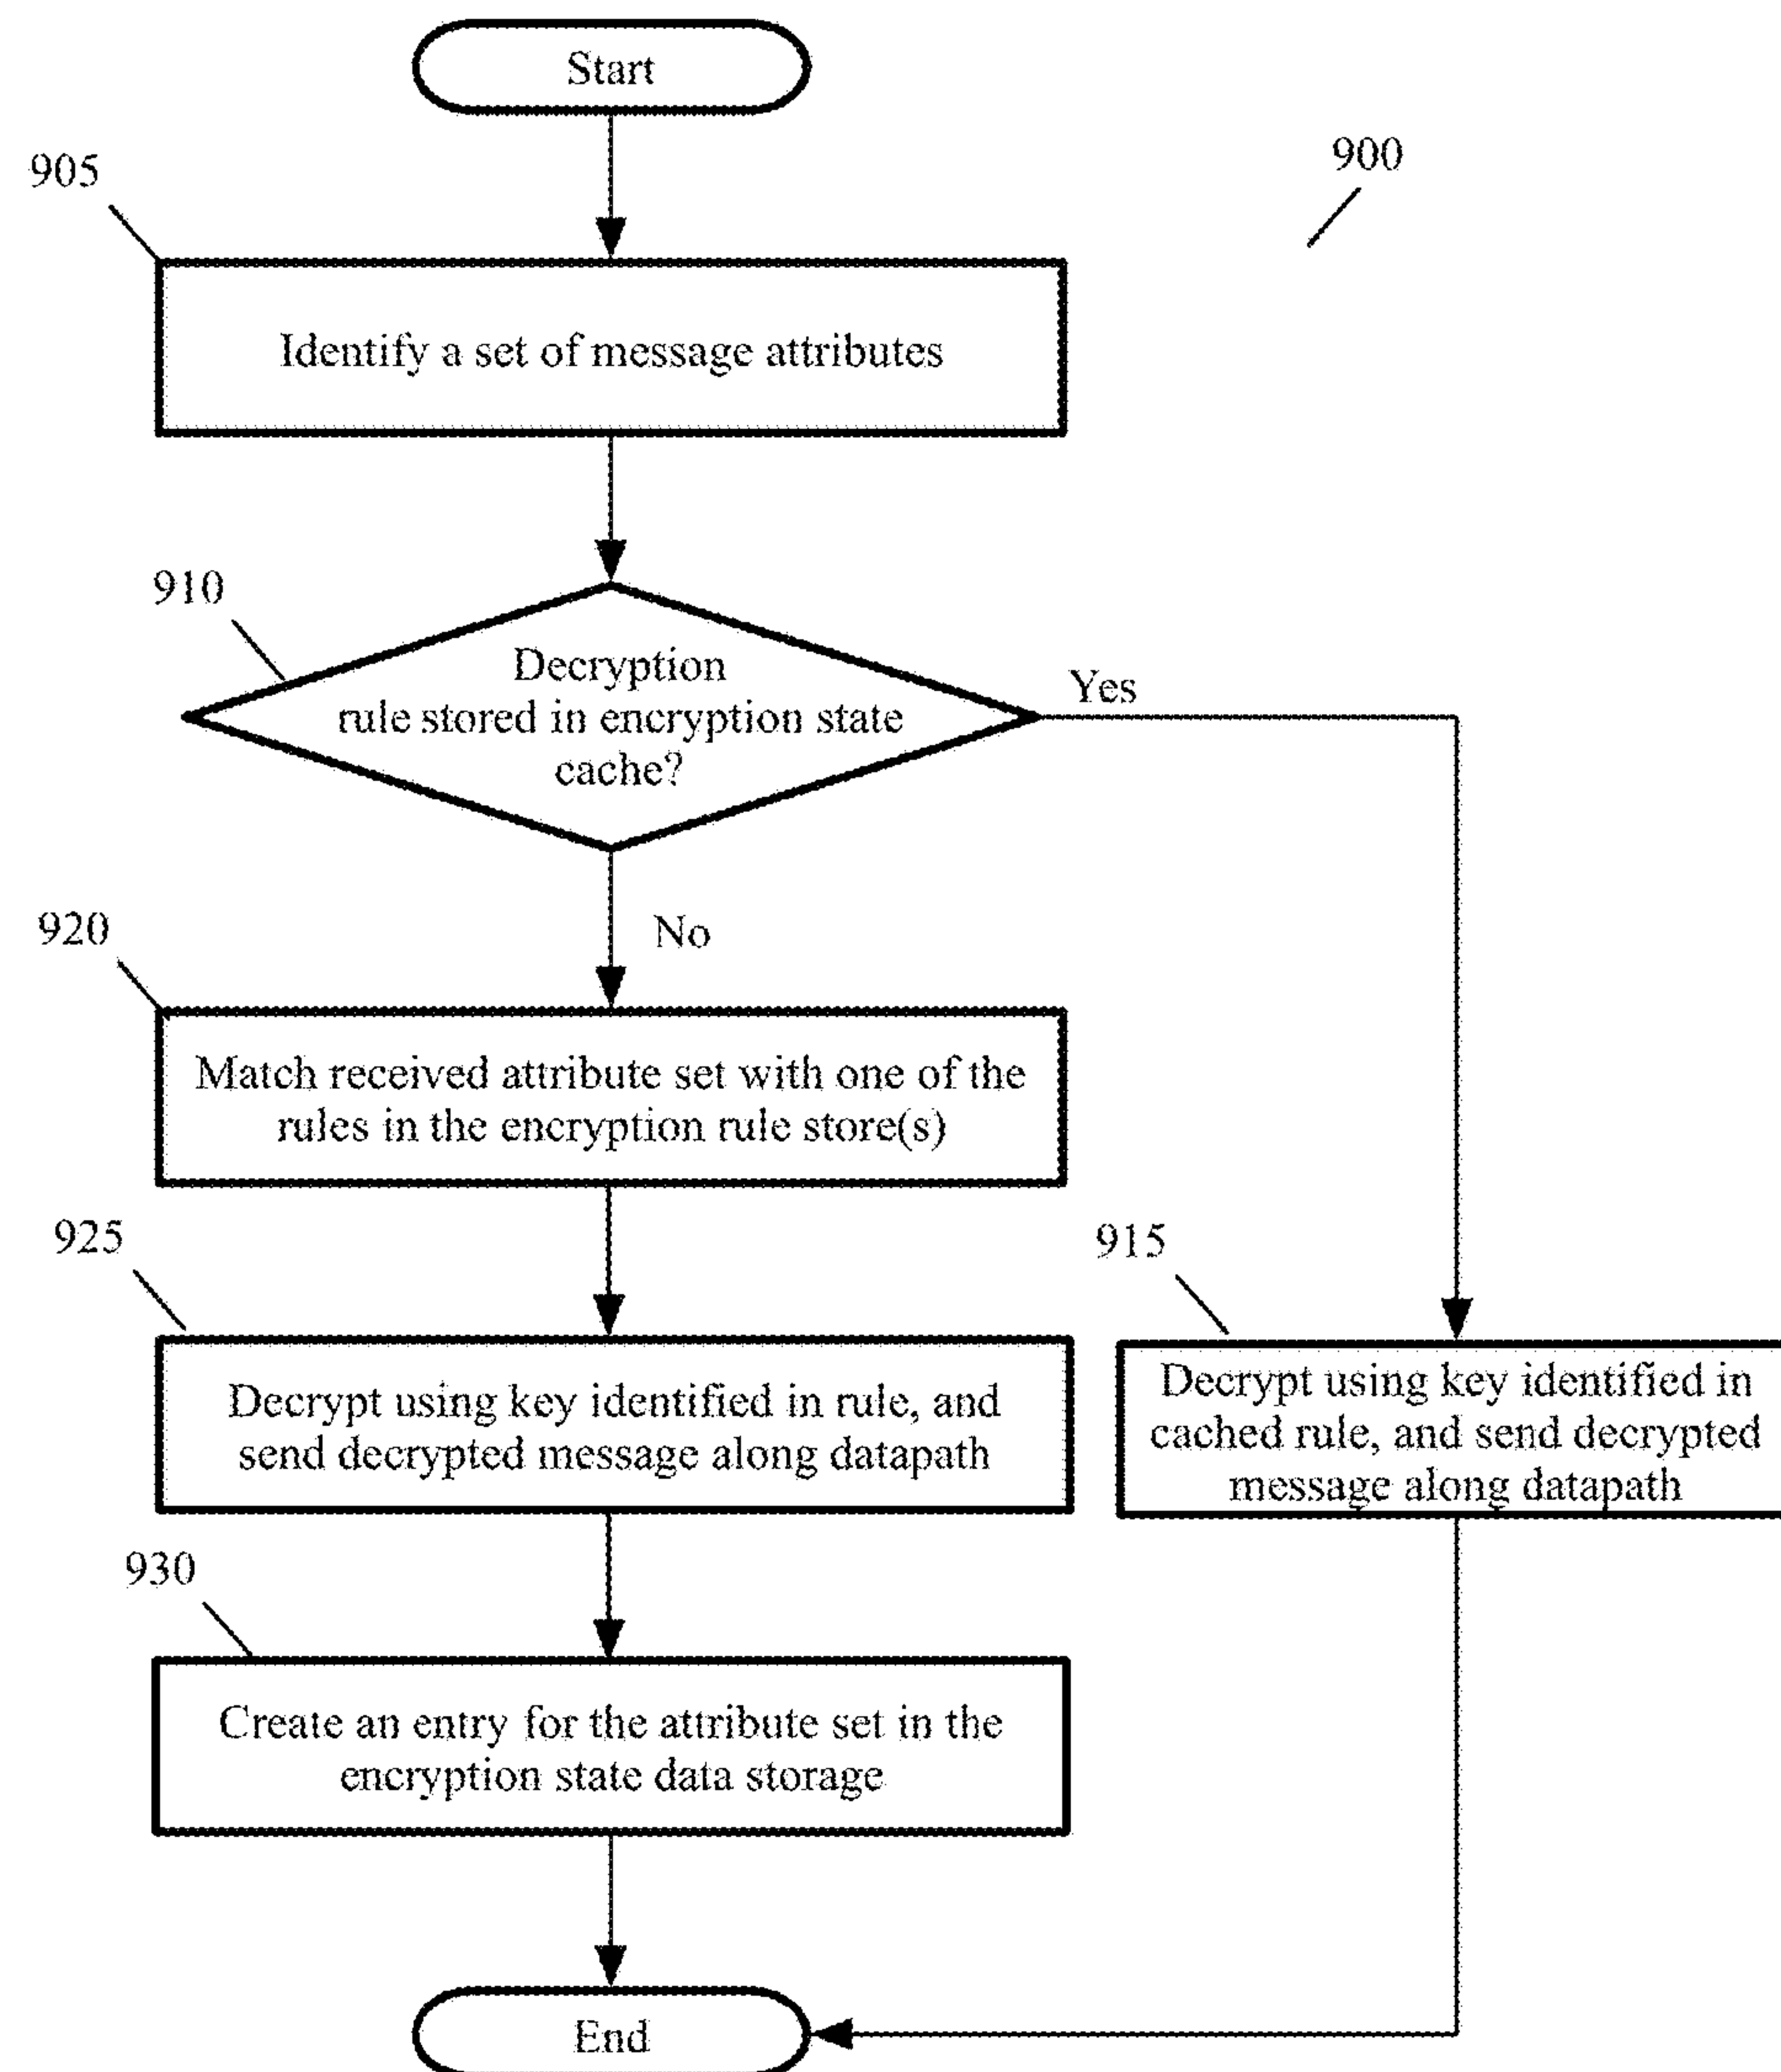 Start
900
905
Identify a set of message attributes
910
Decryption
rule stored in encryption state
cache?
Yes
No
920
Match received attribute set with one of the
rules in the encryption rule store(s)
925
Decrypt using key identified in rule, and
send decrypted message along datapath
915
Decrypt using key identified in
cached rule, and send decrypted
message along datapath
930
Create an entry for the attribute set in the
encryption state data storage
End